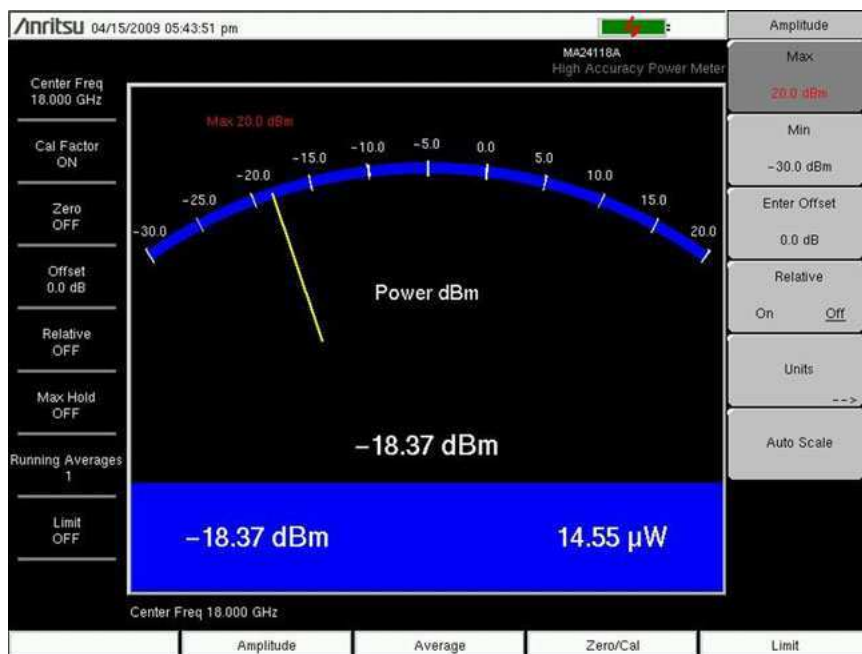 Anritsu 04/15/2009 05:43:51 pm
Amplitude
MA24118A
High Accuracy Power Meter
Center Freq
18.000 GHz
Cal Factor
ON
Zero
OFF
Offset
0.0 dB
Relative
OFF
Max Hold
OFF
Running Averages
1
Limit
OFF
Max 20.0 dBm
-30.0
-25.0
-20.0
-15.0
-10.0
-5.0
0.0
5.0
10.0
15.0
20.0
Power dBm
-18.37 dBm
-18.37 dBm
14.55 µW
Center Freq 18.000 GHz
Max
20.0 dBm
Min
-30.0 dBm
Enter Offset
0.0 dB
Relative
On Off
Units
-->
Auto Scale
Amplitude
Average
Zero/Cal
Limit